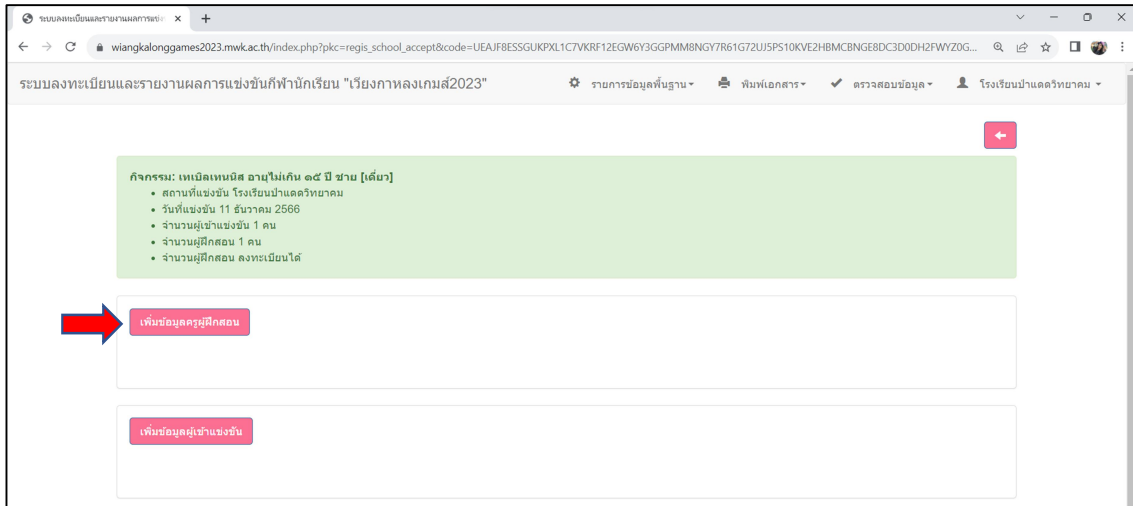 ระบบลงทะเบียนและรายงานผลการแข่ง
wiangkalonggames2023.mwk.ac.th/index.php?pkc=regis_school_accept&code=UEAJF8ESSGUKPXL1C7VKRF12EGW6Y3GGPMM8NGY7R61G72UJ5PS10KVE2HBMCBNGE8DC3D0DH2FWYZ0G...
ระบบลงทะเบียนและรายงานผลการแข่งขันกีฬานักเรียน "เวียงกาหลงเกมส์2023" รายการข้อมูลพื้นฐาน พิมพ์เอกสาร ตรวจสอบข้อมูล โรงเรียนป่าแดดวิทยาคม
กิจกรรม: เทเบิลเทนนิส อายุไม่เกิน ๑๕ ปี ชาย [เดี่ยว]
• สถานที่แข่งขัน โรงเรียนป่าแดดวิทยาคม
• วันที่แข่งขัน 11 ธันวาคม 2566
• จำนวนผู้เข้าแข่งขัน 1 คน
• จำนวนผู้ฝึกสอน 1 คน
• จำนวนผู้ฝึกสอน ลงทะเบียนได้
เพิ่มข้อมูลครูผู้ฝึกสอน
เพิ่มข้อมูลผู้เข้าแข่งขัน